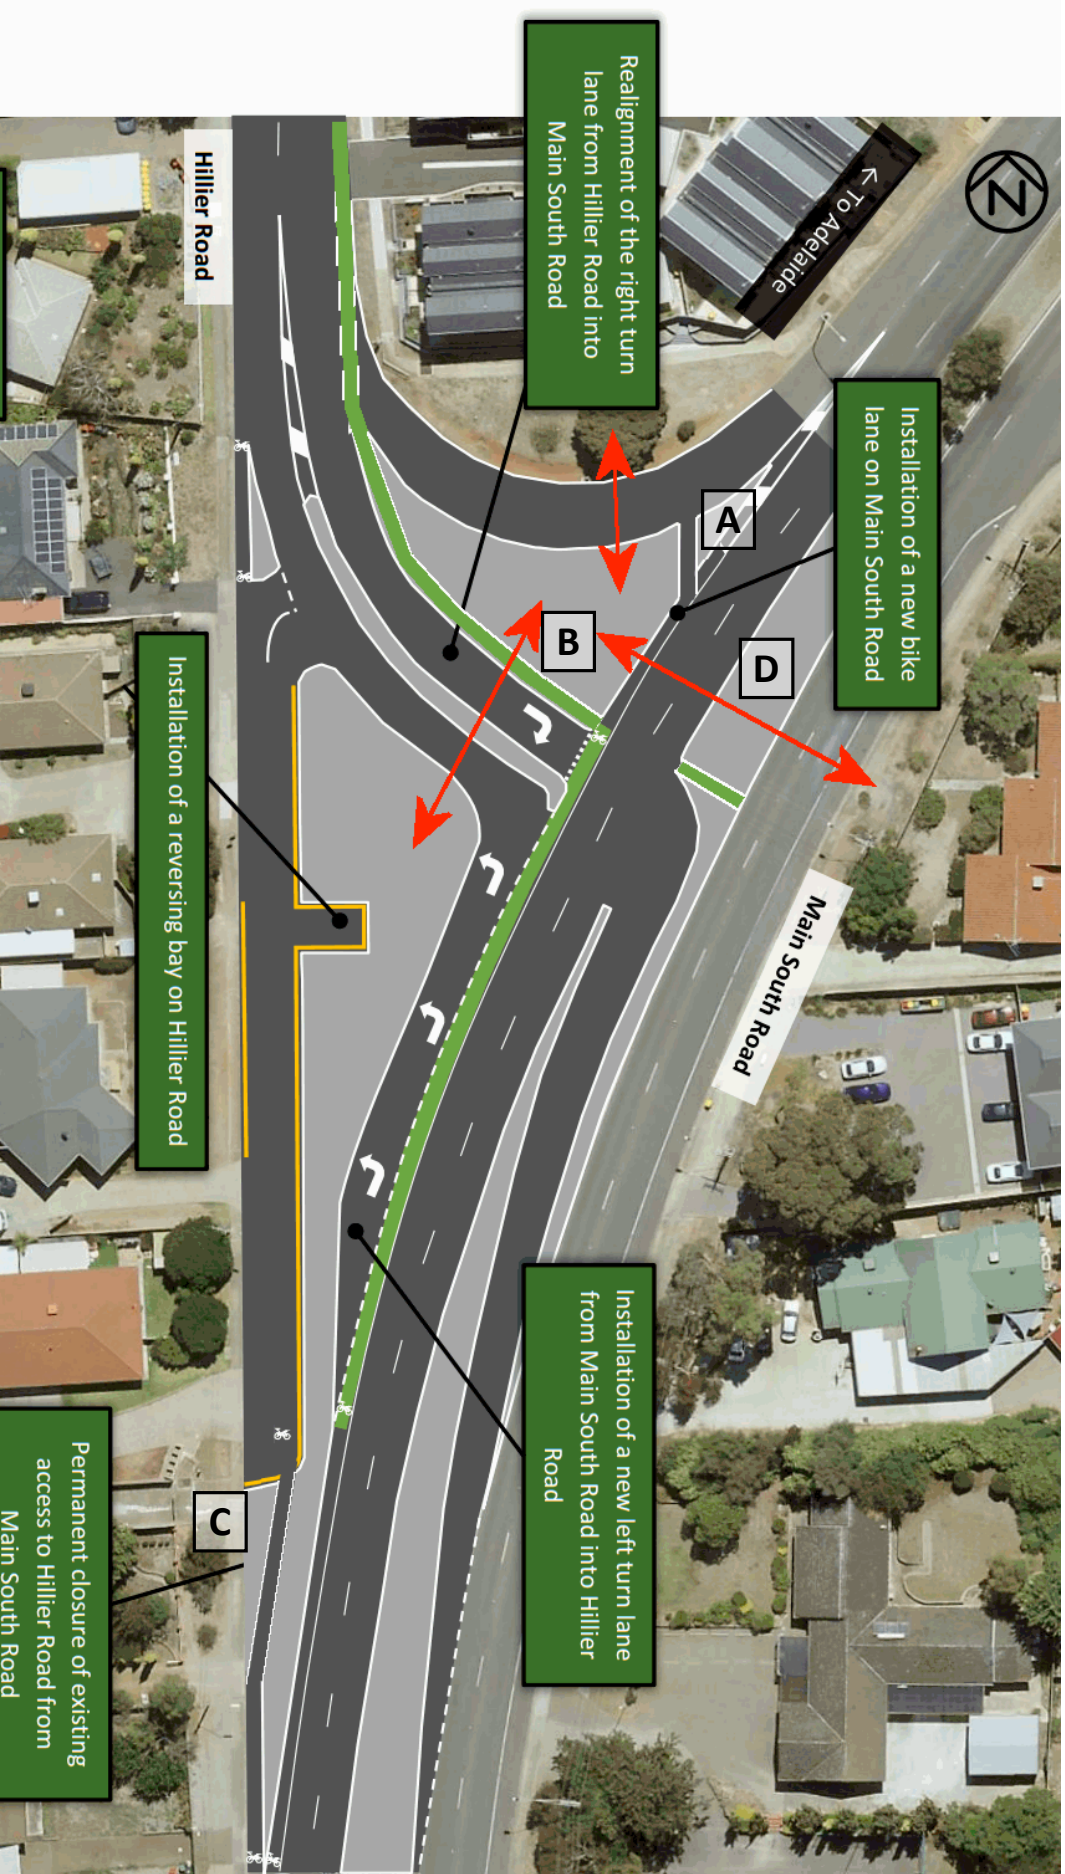 N
← To Adelaide
Installation of a new bike
lane on Main South Road
Realignment of the right turn
lane from Hillier Road into
Main South Road
Hillier Road
A
B
D
Main South Road
Installation of a reversing bay on Hillier Road
Installation of a new left turn lane
from Main South Road into Hillier
Road
C
Permanent closure of existing
access to Hillier Road from
Main South Road